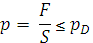 p = F/S ≤ p_D